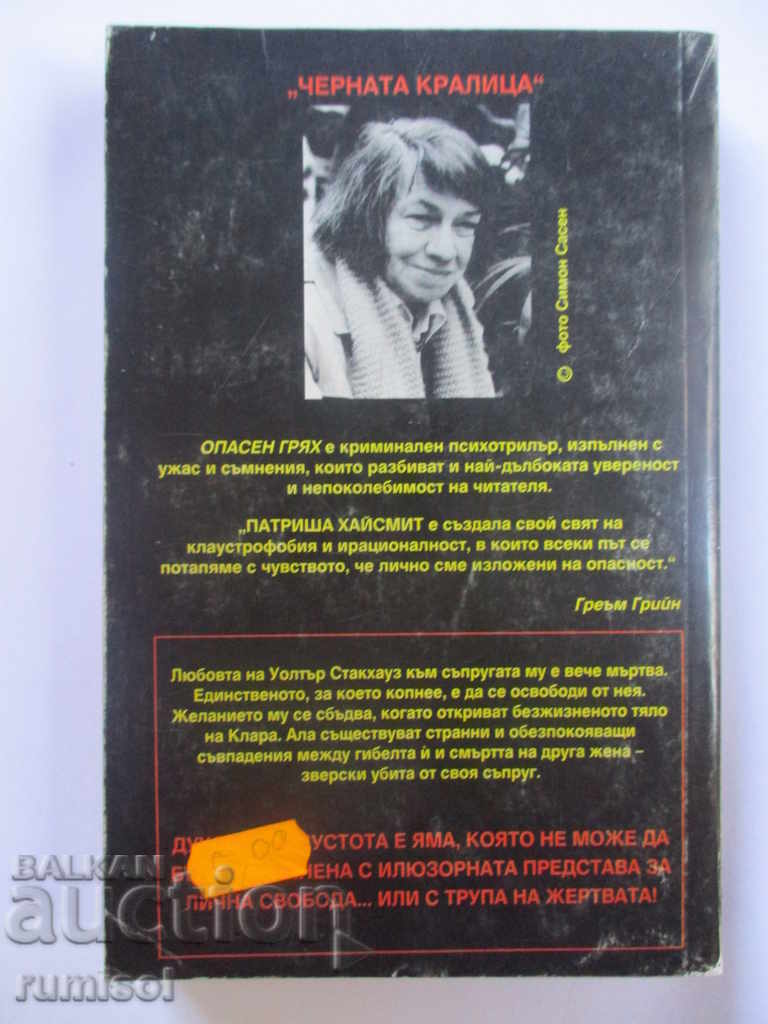 „ЧЕРНАТА КРАЛИЦА“
© фото Симон Сасен
ОПАСЕН ГРЯХ е криминален психотрилър, изпълнен с
ужас и съмнения, които разбиват и най-дълбоката увереност
и непоколебимост на читателя.
„ПАТРИША ХАЙСМИТ е създала свой свят на
клаустрофобия и ирационалност, в които всеки път се
потапяме с чувството, че лично сме изложени на опасност.“
Греъм Грийн
Любовта на Уолтър Стакхауз към съпругата му е вече мъртва.
Единственото, за което копнее, е да се освободи от нея.
Желанието му се сбъдва, когато откриват безжизненото тяло
на Клара. Ала съществуват странни и обезпокояващи
съвпадения между гибелта ѝ и смъртта на друга жена –
зверски убита от своя съпруг.
Е ЯМА, КОЯТО НЕ МОЖЕ ДА
С ИЛЮЗОРНАТА ПРЕДСТАВА ЗА
ЛИЧНА СВОБОДА... ИЛИ С ТРУПА НА ЖЕРТВАТА!
BALKAN
auction
rumisol